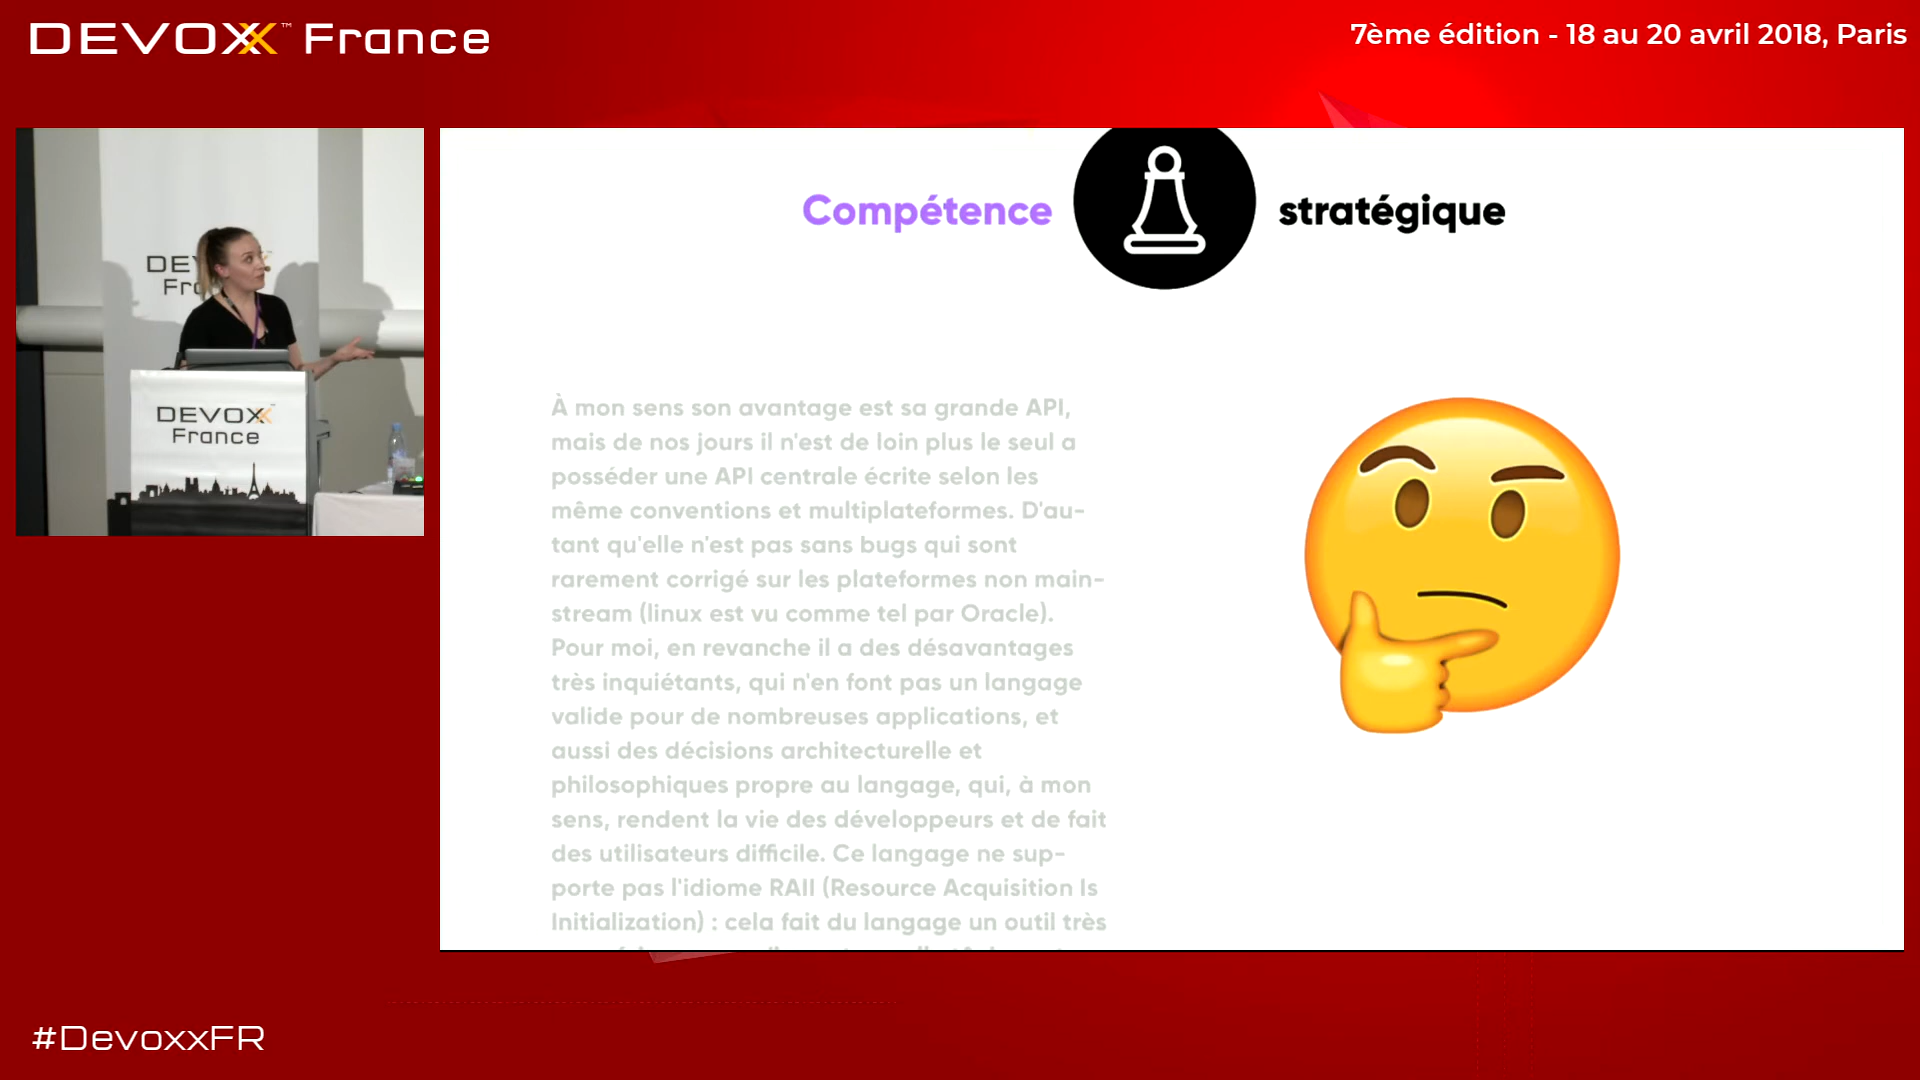 DEVOXX™ France
7ème édition - 18 au 20 avril 2018, Paris
Compétence stratégique
À mon sens son avantage est sa grande API,
mais de nos jours il n'est de loin plus le seul a
posséder une API centrale écrite selon les
même conventions et multiplateformes. D'au-
tant qu'elle n'est pas sans bugs qui sont
rarement corrigé sur les plateformes non main-
stream (linux est vu comme tel par Oracle).
Pour moi, en revanche il a des désavantages
très inquiétants, qui n'en font pas un langage
valide pour de nombreuses applications, et
aussi des décisions architecturelle et
philosophiques propre au langage, qui, à mon
sens, rendent la vie des développeurs et de fait
des utilisateurs difficile. Ce langage ne sup-
porte pas l'idiome RAII (Resource Acquisition Is
Initialization) : cela fait du langage un outil très
DEVOXX
France
#DevoxxFR